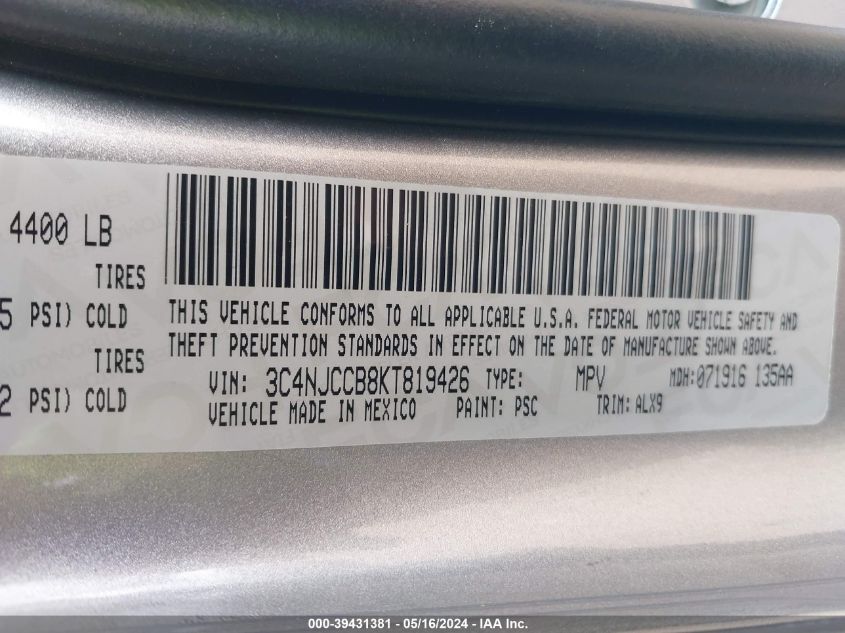 4400 LB
TIRES
5 PSI) COLD
TIRES
2 PSI) COLD
THIS VEHICLE CONFORMS TO ALL APPLICABLE U.S.A. FEDERAL MOTOR VEHICLE SAFETY AND
THEFT PREVENTION STANDARDS IN EFFECT ON THE DATE OF MANUFACTURE SHOWN ABOVE.
VIN: 3C4NJCCB8KT819426 TYPE: MPV MDH:071916 135AA
VEHICLE MADE IN MEXICO PAINT: PSC TRIM: ALX9
000-39431381 - 05/16/2024 - IAA Inc.